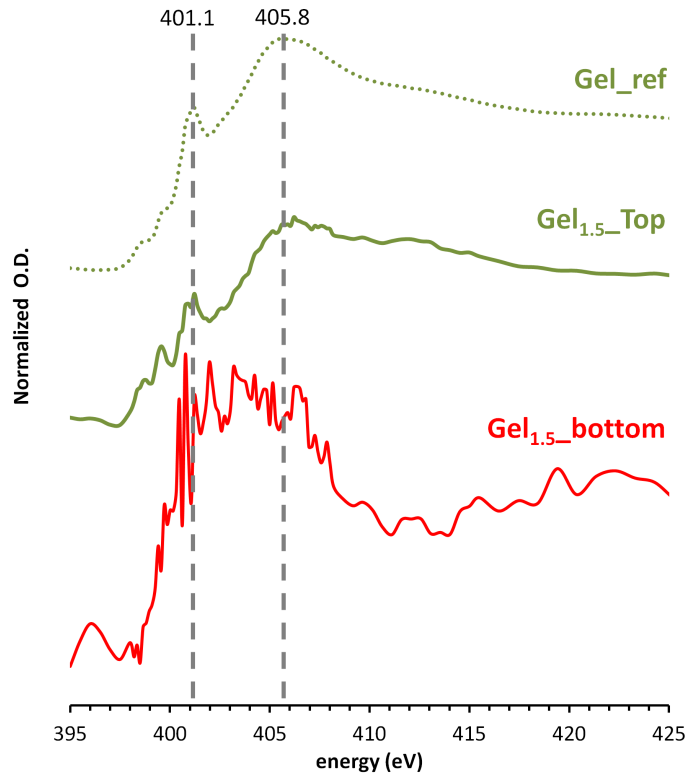 401.1 405.8
Gel_ref
Gel1.5_Top
Normalized O.D.
Gel1.5_bottom
395 400 405 410 415 420 425
energy (eV)